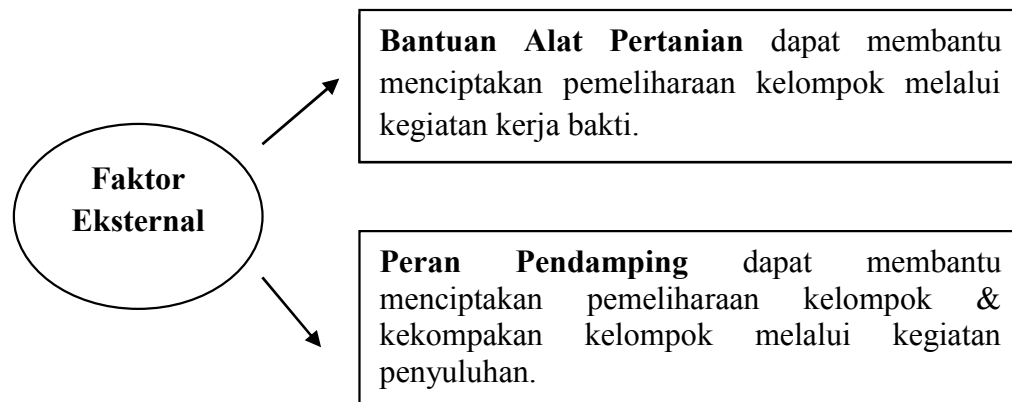 Faktor
Eksternal
Bantuan Alat Pertanian dapat membantu
menciptakan pemeliharaan kelompok melalui
kegiatan kerja bakti.
Peran Pendamping dapat membantu
menciptakan pemeliharaan kelompok &
kekompakan kelompok melalui kegiatan
penyuluhan.